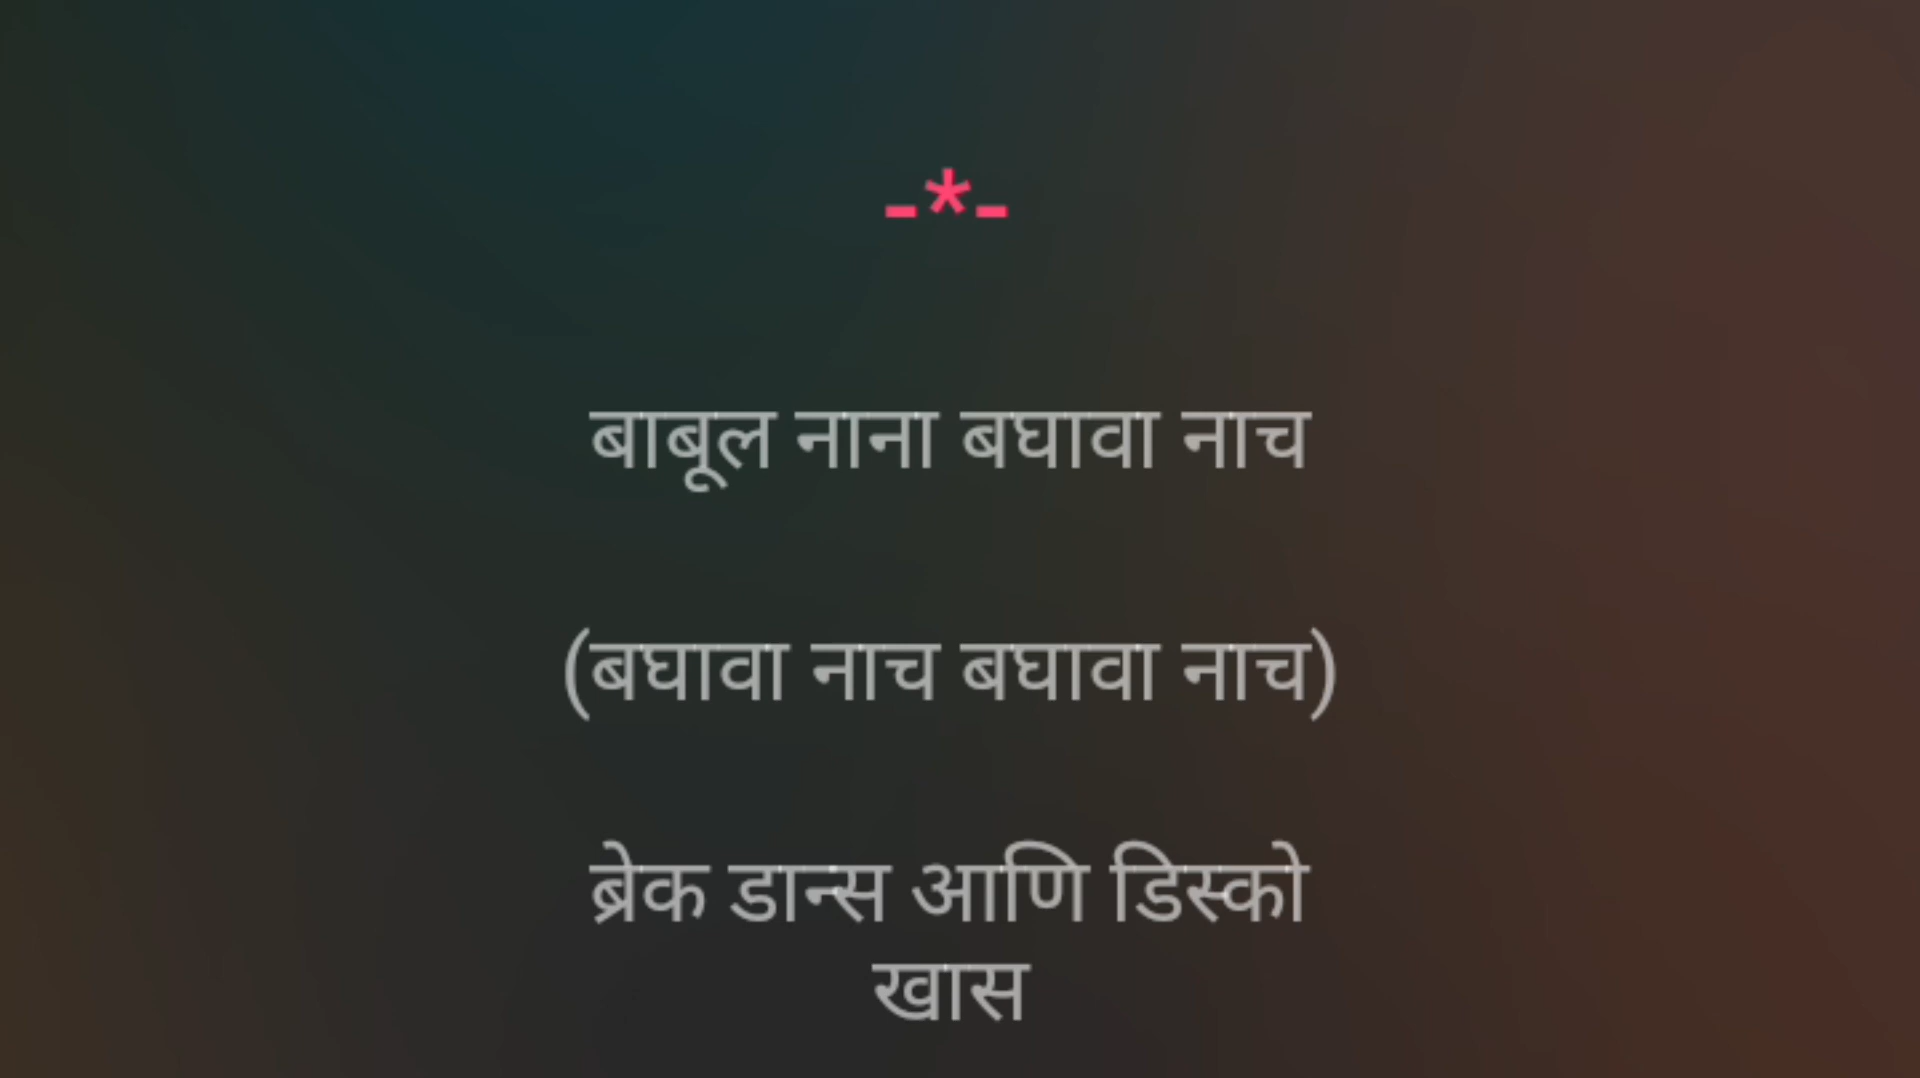 -*-
बाबूल नाना बघावा नाच
(बघावा नाच बघावा नाच)
ब्रेक डान्स आणि डिस्को
खास